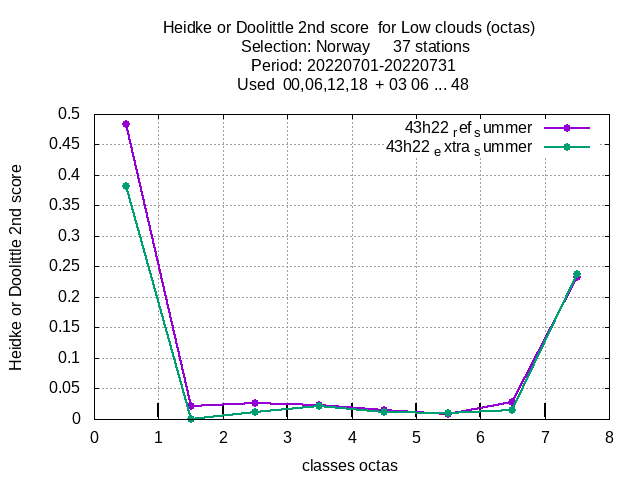 Heidke or Doolittle 2nd score  for Low clouds (octas)
Selection: Norway     37 stations
Period: 20220701-20220731
Used  00,06,12,18  + 03 06 ... 48
43h22 ref summer
43h22 extra summer
Heidke or Doolittle 2nd score
0.5
0.45
0.4
0.35
0.3
0.25
0.2
0.15
0.1
0.05
0
0 1 2 3 4 5 6 7 8
classes octas